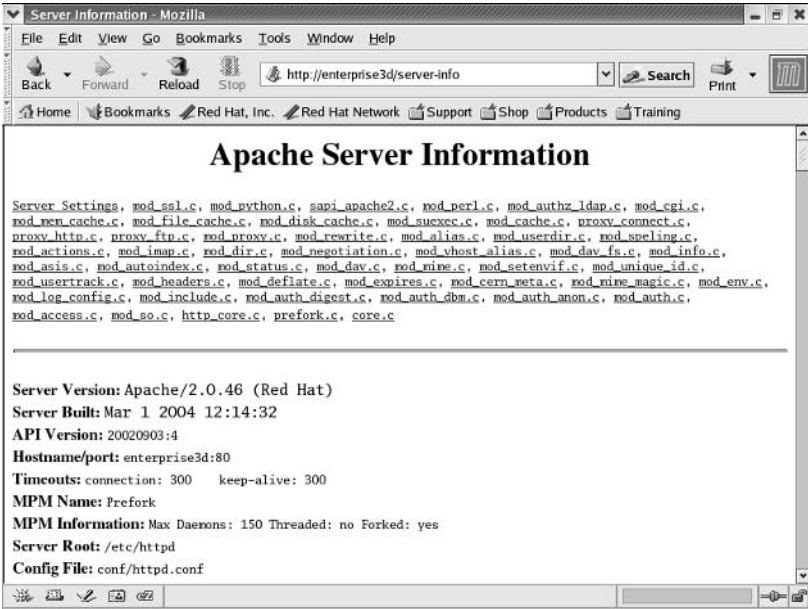 Server Information - Mozilla
File Edit View Go Bookmarks Tools Window Help
Back Forward Reload Stop http://enterprise3d/server-info Search Print
Home Bookmarks Red Hat, Inc. Red Hat Network Support Shop Products Training
Apache Server Information
Server Settings, mod_ssl.c, mod_python.c, sapi_apache2.c, mod_perl.c, mod_authz_ldap.c, mod_cgi.c,
mod_mem_cache.c, mod_file_cache.c, mod_disk_cache.c, mod_suexec.c, mod_cache.c, proxy_connect.c,
proxy_http.c, proxy_ftp.c, mod_proxy.c, mod_rewrite.c, mod_alias.c, mod_userdir.c, mod_speling.c,
mod_actions.c, mod_imap.c, mod_dir.c, mod_negotiation.c, mod_vhost_alias.c, mod_dav_fs.c, mod_info.c,
mod_asis.c, mod_autoindex.c, mod_status.c, mod_dav.c, mod_mime.c, mod_setenvif.c, mod_unique_id.c,
mod_usertrack.c, mod_headers.c, mod_deflate.c, mod_expires.c, mod_cern_meta.c, mod_mime_magic.c, mod_env.c,
mod_log_config.c, mod_include.c, mod_auth_digest.c, mod_auth_dbm.c, mod_auth_anon.c, mod_auth.c,
mod_access.c, mod_so.c, http_core.c, prefork.c, core.c
Server Version: Apache/2.0.46 (Red Hat)
Server Built: Mar 1 2004 12:14:32
API Version: 20020903:4
Hostname/port: enterprise3d:80
Timeouts: connection: 300 keep-alive: 300
MPM Name: Prefork
MPM Information: Max Daemons: 150 Threaded: no Forked: yes
Server Root: /etc/httpd
Config File: conf/httpd.conf